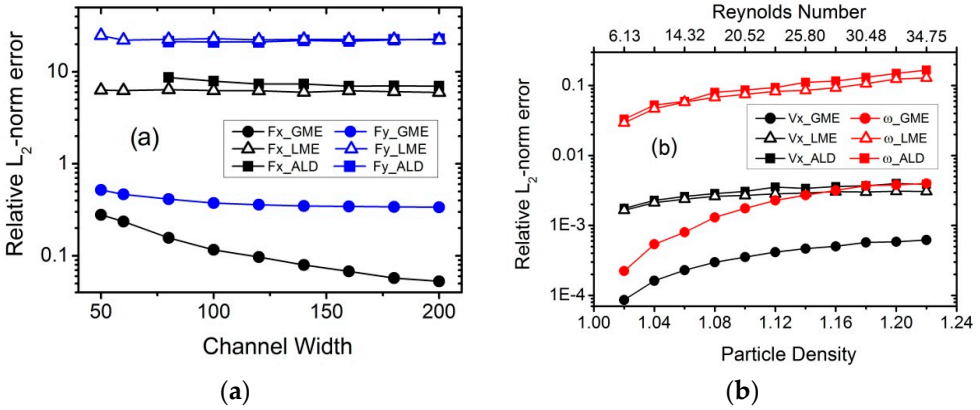 Relative L2-norm error
10
1
0.1
(a)
Fx_GME
Fx_LME
Fx_ALD
Fy_GME
Fy_LME
Fy_ALD
50
100
150
200
Channel Width
(a)
Reynolds Number
6.13
14.32
20.52
25.80
30.48
34.75
Relative L2-norm error
0.1
0.01
1E-3
1E-4
(b)
Vx_GME
Vx_LME
Vx_ALD
ω_GME
ω_LME
ω_ALD
1.00
1.04
1.08
1.12
1.16
1.20
1.24
Particle Density
(b)